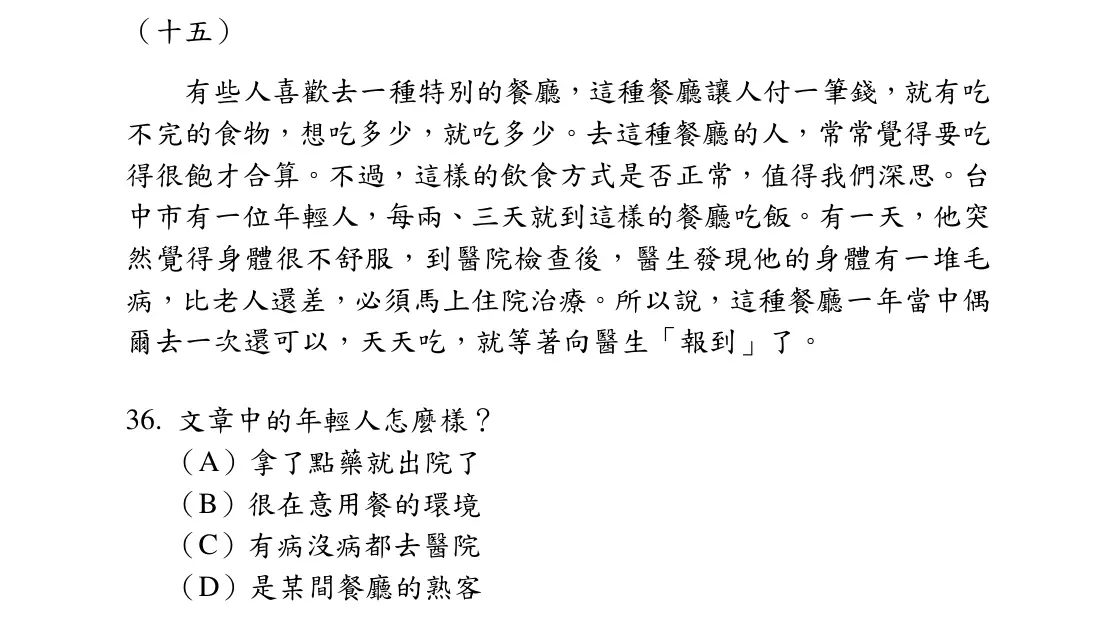 （十五）
有些人喜歡去一種特別的餐廳，這種餐廳讓人付一筆錢，就有吃
不完的食物，想吃多少，就吃多少。去這種餐廳的人，常常覺得要吃
得很飽才合算。不過，這樣的飲食方式是否正常，值得我們深思。台
中市有一位年輕人，每兩、三天就到這樣的餐廳吃飯。有一天，他突
然覺得身體很不舒服，到醫院檢查後，醫生發現他的身體有一堆毛
病，比老人還差，必須馬上住院治療。所以說，這種餐廳一年當中偶
爾去一次還可以，天天吃，就等著向醫生「報到」了。
36. 文章中的年輕人怎麼樣？
（A）拿了點藥就出院了
（B）很在意用餐的環境
（C）有病沒病都去醫院
（D）是某間餐廳的熟客